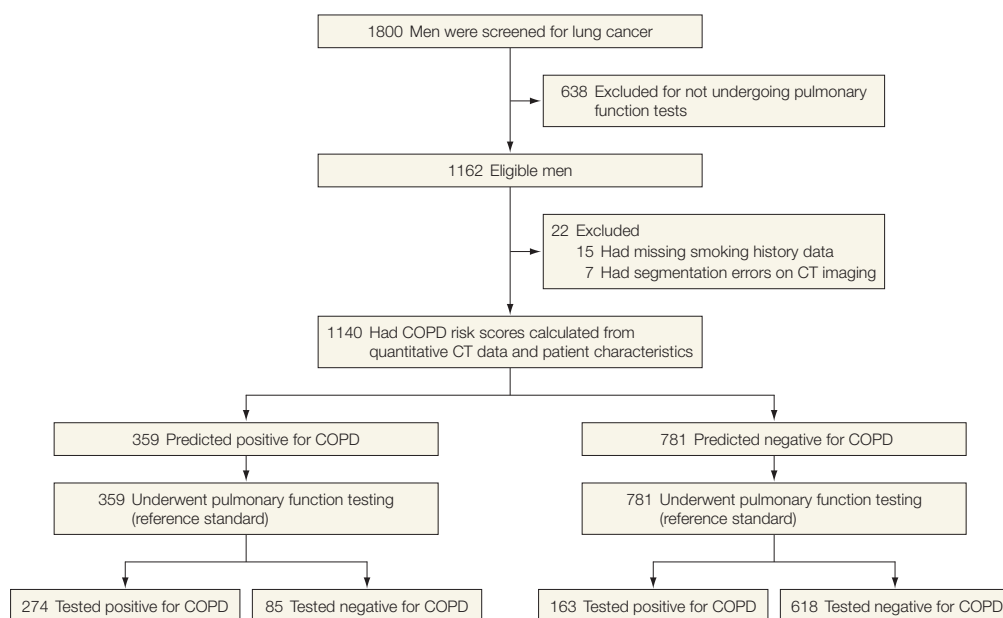 1800 Men were screened for lung cancer
638 Excluded for not undergoing pulmonary
function tests
1162 Eligible men
22 Excluded
15 Had missing smoking history data
7 Had segmentation errors on CT imaging
1140 Had COPD risk scores calculated from
quantitative CT data and patient characteristics
359 Predicted positive for COPD
781 Predicted negative for COPD
359 Underwent pulmonary function testing
(reference standard)
781 Underwent pulmonary function testing
(reference standard)
274 Tested positive for COPD
85 Tested negative for COPD
163 Tested positive for COPD
618 Tested negative for COPD